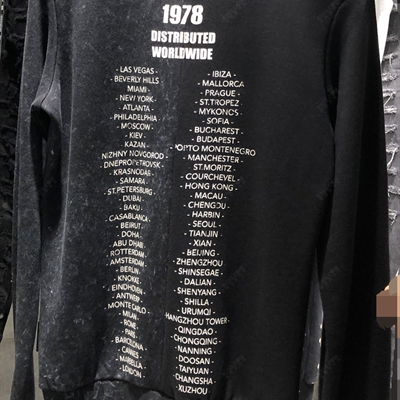 1978
DISTRIBUTED
WORLDWIDE
- LAS VEGAS -
- BEVERLY HILLS -
MIAMI -
- NEW YORK -
- ATLANTA -
- PHILADELPHIA -
- MOSCOW -
- KIEV -
- KAZAN -
- NIZHNY NOVGOROD -
- DNEPROPETROVSK -
- KRASNODAR -
- SAMARA -
- ST.PETERSBURG -
- DUBAI -
- BAKU -
- CASABLANCA -
- BEIRUT -
- DOHA -
- ABU DHABI -
- ROTTERDAM -
- AMSTERDAM -
- BERLIN -
- KNOKKE -
- EINDHOVEN -
- ANTWERP -
- MONTE CARLO -
- MILAN -
- ROME -
- PARIS -
- BARCELONA -
- CANNES -
- MARBELLA -
- LONDON -
- IBIZA -
- MALLORCA -
- PRAGUE -
- ST.TROPEZ -
- MYKONOS -
- SOFIA -
- BUCHAREST -
- BUDAPEST -
- PORTO MONTENEGRO
- MANCHESTER -
- ST.MORITZ -
- COURCHEVEL -
- HONG KONG -
- MACAU -
- CHENGDU -
- HARBIN -
- SEOUL -
- TIANJIN -
- XIAN -
- BEIJING -
- ZHENGZHOU -
- SHINSEGAE -
- DALIAN -
- SHENYANG -
- SHILLA -
- URUMQI -
HANGZHOU TOWER -
- QINGDAO -
- CHONGQING -
- NANNING -
- DOOSAN -
- TAIYUAN -
- CHANGSHA -
- XUZHOU